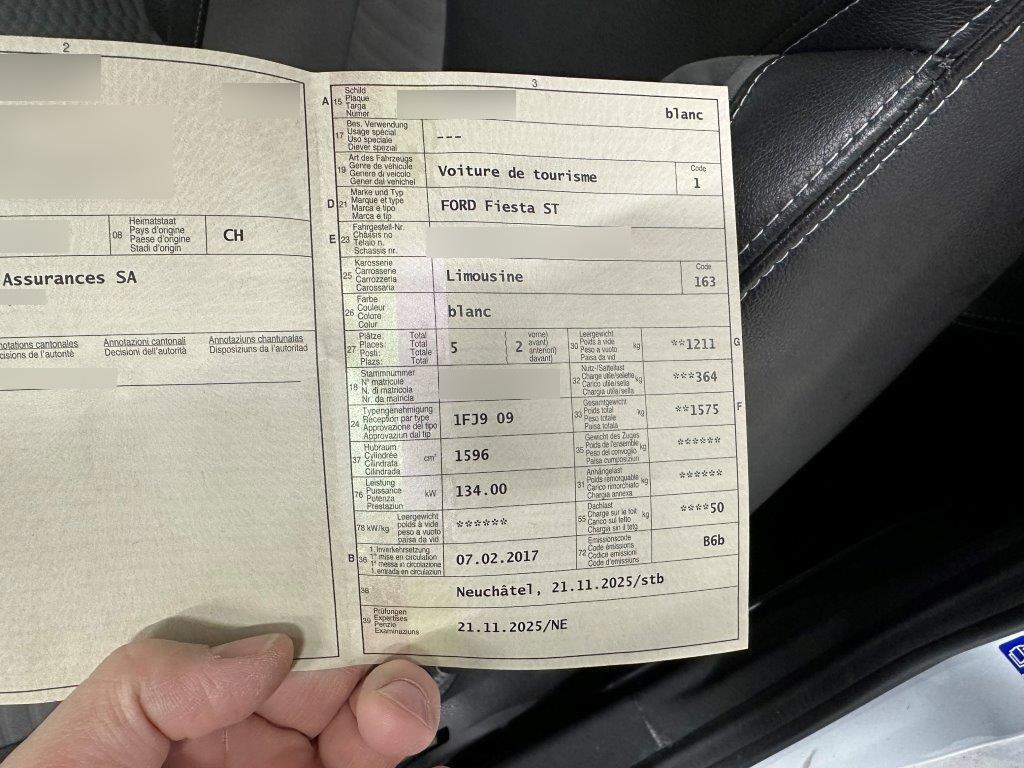 2
08
Heimatstaat
Pays d'origine
Paese d'origine
Stadi d'origin
CH
Assurances SA
notations cantonales
cisions de l'autorité
Annotazioni cantonali
Decisioni dell'autorità
Annotaziuns chantunalas
Disposiziuns da l'autoritad
3
A 15
Schild
Plaque
Targa
Numer
blanc
17
Bes. Verwendung
Usage spécial
Uso speciale
Diever spezial
---
19
Art des Fahrzeugs
Genre de véhicule
Genere di veicolo
Gener dal vehichel
Voiture de tourisme
Code
1
D 21
Marke und Typ
Marque et type
Marca e tipo
Marca e tip
FORD Fiesta ST
E 23
Fahrgestell-Nr.
Châssis no
Telaio n.
Schassis nr.
25
Karosserie
Carrosserie
Carrozzeria
Carossaria
Limousine
Code
163
26
Farbe
Couleur
Colore
Colur
blanc
27
Plätze: Total
Places: Total
Posti: Totale
Plazs: Total
5
( 2
vorne)
avant)
anteriori)
davant)
30
Leergewicht
Poids à vide
Peso a vuoto
Paisa da vid
kg
**1211
G
18
Stammnummer
N° matricule
N. di matricola
Nr. da matricla
32
Nutz-/Sattellast
Charge utile/sellette
Carico utile/sella
Chargia utila/sella
kg
***364
24
Typengenehmigung
Réception par type
Approvazione del tipo
Approvaziun dal tip
1FJ9 09
33
Gesamtgewicht
Poids total
Peso totale
Paisa totala
kg
**1575
F
37
Hubraum
Cylindrée
Cilindrata
Cilindrada
cm³
1596
35
Gewicht des Zuges
Poids de l'ensemble
Peso del convoglio
Paisa cumposiziun
kg
******
76
Leistung
Puissance
Potenza
Prestaziun
kW
134.00
31
Anhängelast
Poids remorquable
Carico rimorchiato
Chargia annexa
kg
******
78 kW/kg
Leergewicht
poids à vide
peso a vuoto
paisa da vid
******
55
Dachlast
Charge sur le toit
Carico sul tetto
Chargia sin il tetg
kg
****50
B 36
1. Inverkehrsetzung
1re mise en circulation
1a messa in circolazione
1. entrada en circulaziun
07.02.2017
72
Emissionscode
Code émissions
Codice emissioni
Code d'emissiuns
B6b
38
Neuchâtel, 21.11.2025/stb
39
Prüfungen
Expertises
Perizie
Examinaziuns
21.11.2025/NE